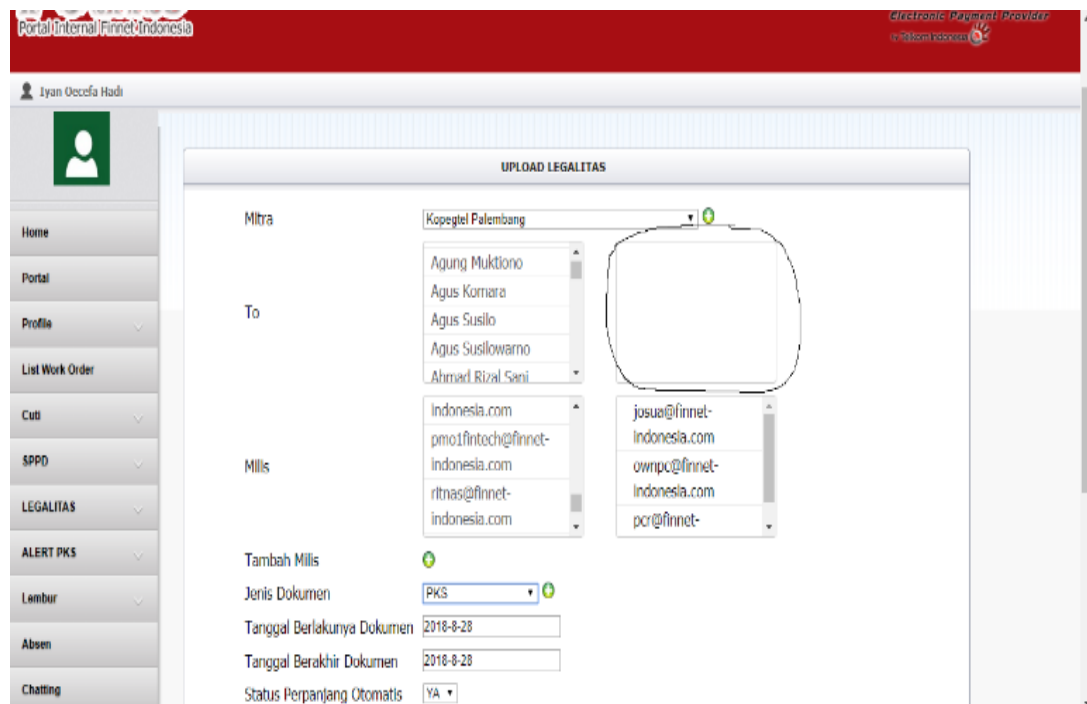 Portal Internal Finnet Indonesia
Electronic Payment Provider
by Telkom Indonesia
Iyan Oecefa Hadi
UPLOAD LEGALITAS
Home
Portal
Profile
List Work Order
Cuti
SPPD
LEGALITAS
ALERT PKS
Lembur
Absen
Chatting
Mitra
Kopegtel Palembang
To
Agung Muktiono
Agus Komara
Agus Susilo
Agus Susilowarno
Ahmad Rizal Sani
Milis
indonesia.com
pmo1fintech@finnet-
indonesia.com
ritnas@finnet-
indonesia.com
josua@finnet-
indonesia.com
ownpc@finnet-
indonesia.com
pcr@finnet-
Tambah Milis
Jenis Dokumen
PKS
Tanggal Berlakunya Dokumen
2018-8-28
Tanggal Berakhir Dokumen
2018-8-28
Status Perpanjang Otomatis
YA